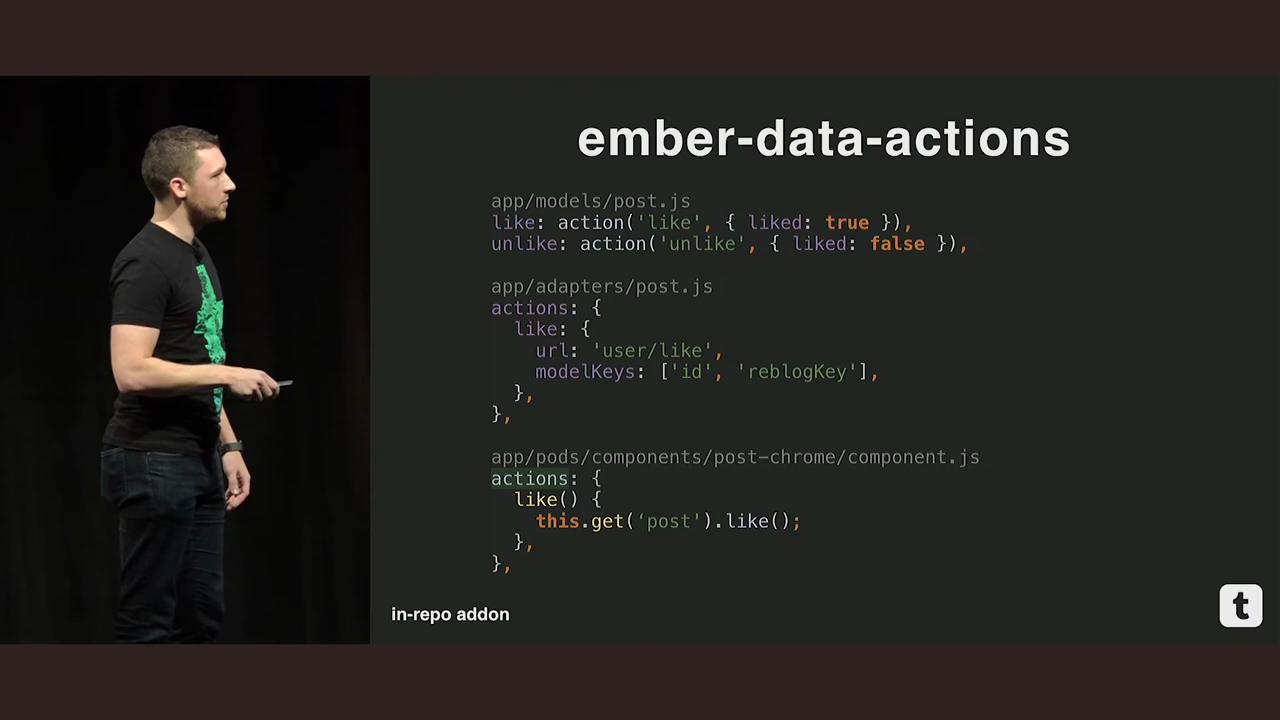 ember-data-actions
app/models/post.js
like: action('like', { liked: true }),
unlike: action('unlike', { liked: false }),
app/adapters/post.js
actions: {
  like: {
    url: 'user/like',
    modelKeys: ['id', 'reblogKey'],
  },
},
app/pods/components/post-chrome/component.js
actions: {
  like() {
    this.get(‘post').like();
  },
},
in-repo addon
t